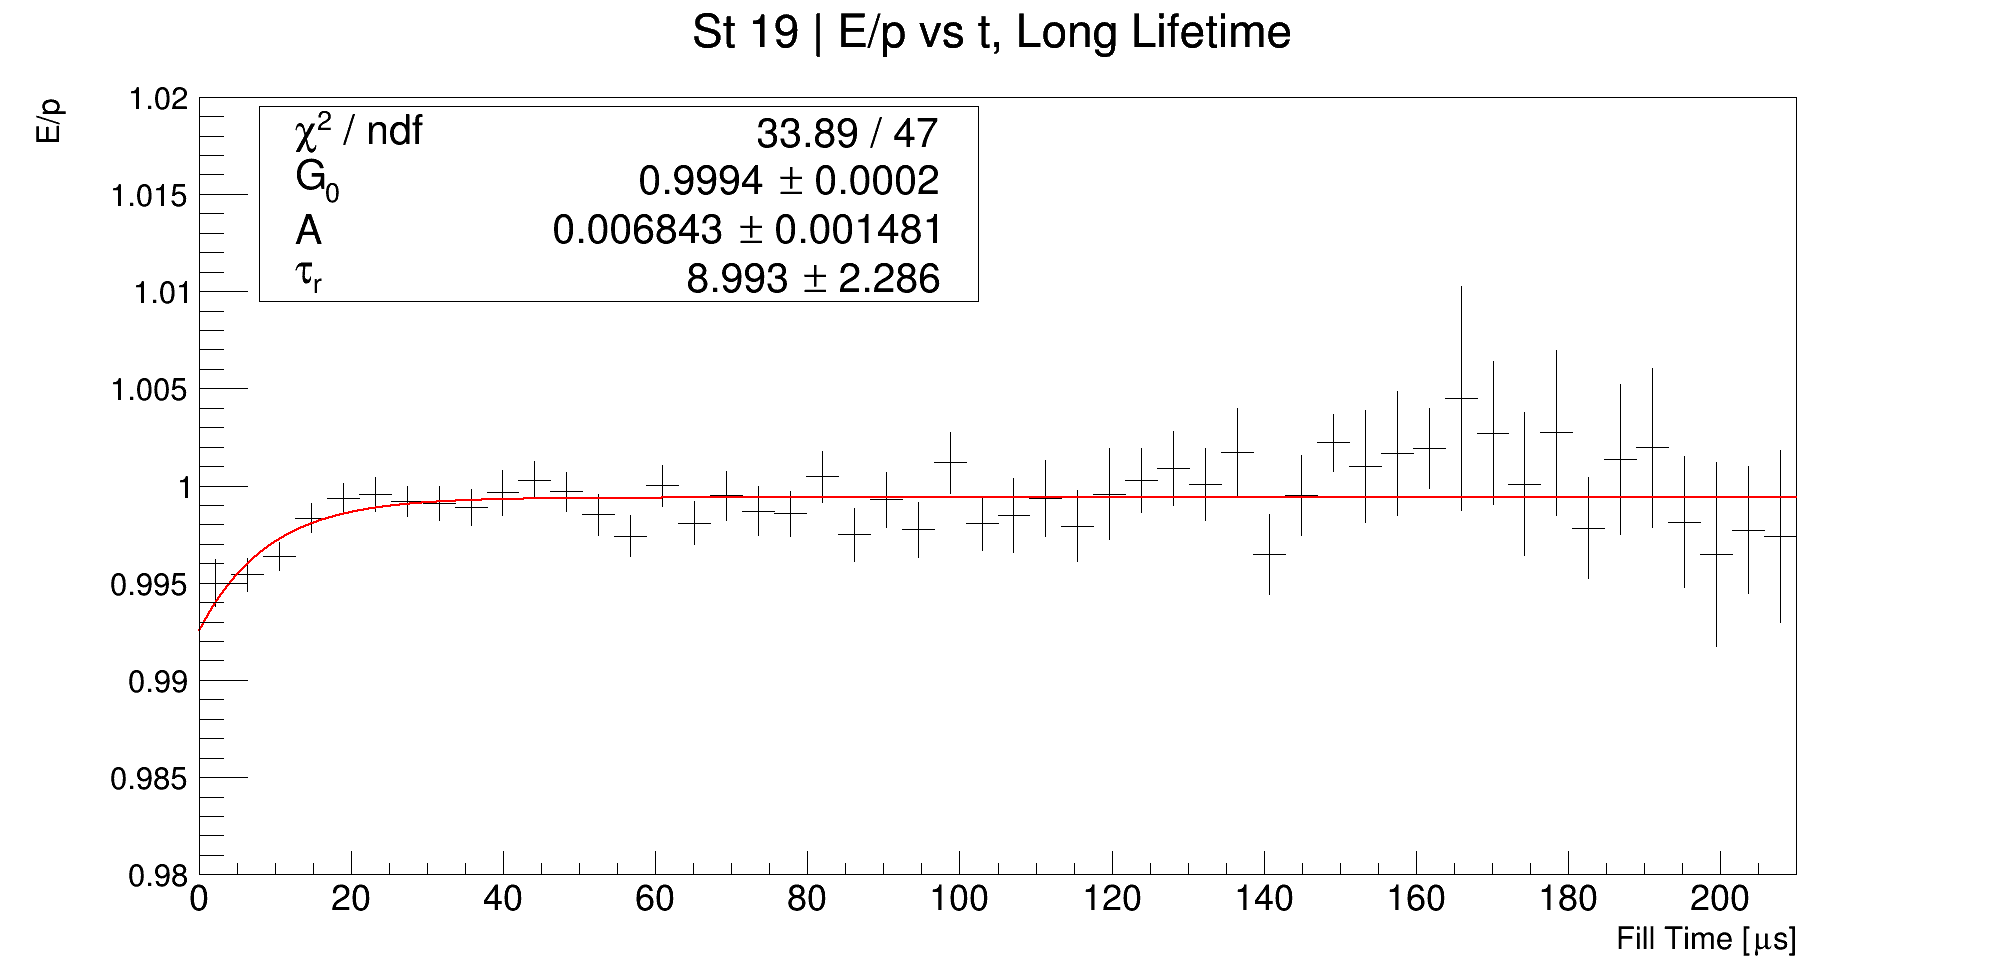 St 19 | E/p vs t, Long Lifetime
E/p
χ² / ndf 33.89 / 47
G₀ 0.9994 ± 0.0002
A 0.006843 ± 0.001481
τᵣ 8.993 ± 2.286
1.02
1.015
1.01
1.005
1
0.995
0.99
0.985
0.98
0 20 40 60 80 100 120 140 160 180 200
Fill Time [μs]